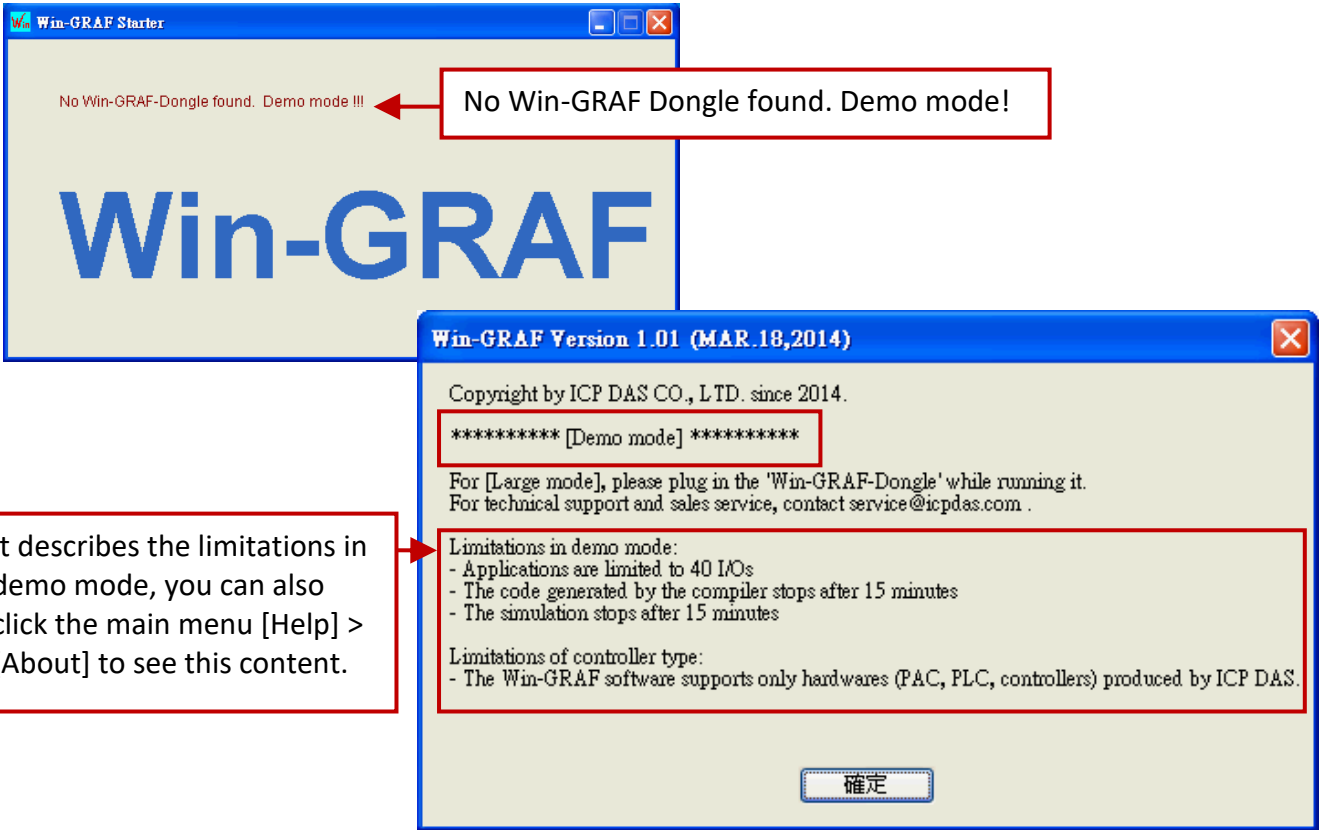 Win-GRAF Starter
No Win-GRAF-Dongle found. Demo mode !!!
No Win-GRAF Dongle found. Demo mode!
Win-GRAF
Win-GRAF Version 1.01 (MAR.18,2014)
Copyright by ICP DAS CO., LTD. since 2014.
********** [Demo mode] **********
For [Large mode], please plug in the 'Win-GRAF-Dongle' while running it.
For technical support and sales service, contact service@icpdas.com .
t describes the limitations in
demo mode, you can also
click the main menu [Help] >
About] to see this content.
Limitations in demo mode:
- Applications are limited to 40 I/Os
- The code generated by the compiler stops after 15 minutes
- The simulation stops after 15 minutes
Limitations of controller type:
- The Win-GRAF software supports only hardwares (PAC, PLC, controllers) produced by ICP DAS.
確定